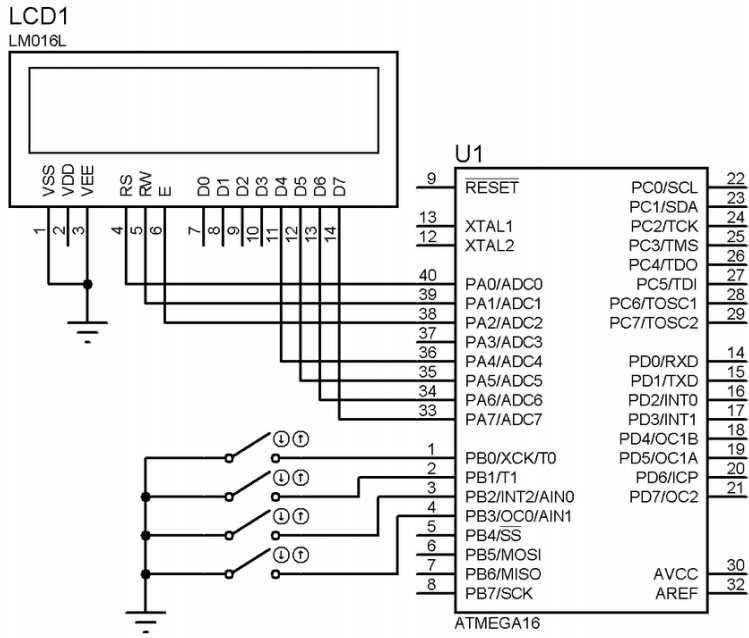 LCD1
LM016L
VSS
VDD
VEE
RS
RW
E
D0
D1
D2
D3
D4
D5
D6
D7
1
2
3
4
5
6
7
8
9
10
11
12
13
14
U1
9 RESET PC0/SCL 22
PC1/SDA 23
13 XTAL1 PC2/TCK 24
12 XTAL2 PC3/TMS 25
PC4/TDO 26
40 PA0/ADC0 PC5/TDI 27
39 PA1/ADC1 PC6/TOSC1 28
38 PA2/ADC2 PC7/TOSC2 29
37 PA3/ADC3
36 PA4/ADC4 PD0/RXD 14
35 PA5/ADC5 PD1/TXD 15
34 PA6/ADC6 PD2/INT0 16
33 PA7/ADC7 PD3/INT1 17
PD4/OC1B 18
1 PB0/XCK/T0 PD5/OC1A 19
2 PB1/T1 PD6/ICP 20
3 PB2/INT2/AIN0 PD7/OC2 21
4 PB3/OC0/AIN1
5 PB4/SS
6 PB5/MOSI
7 PB6/MISO AVCC 30
8 PB7/SCK AREF 32
ATMEGA16